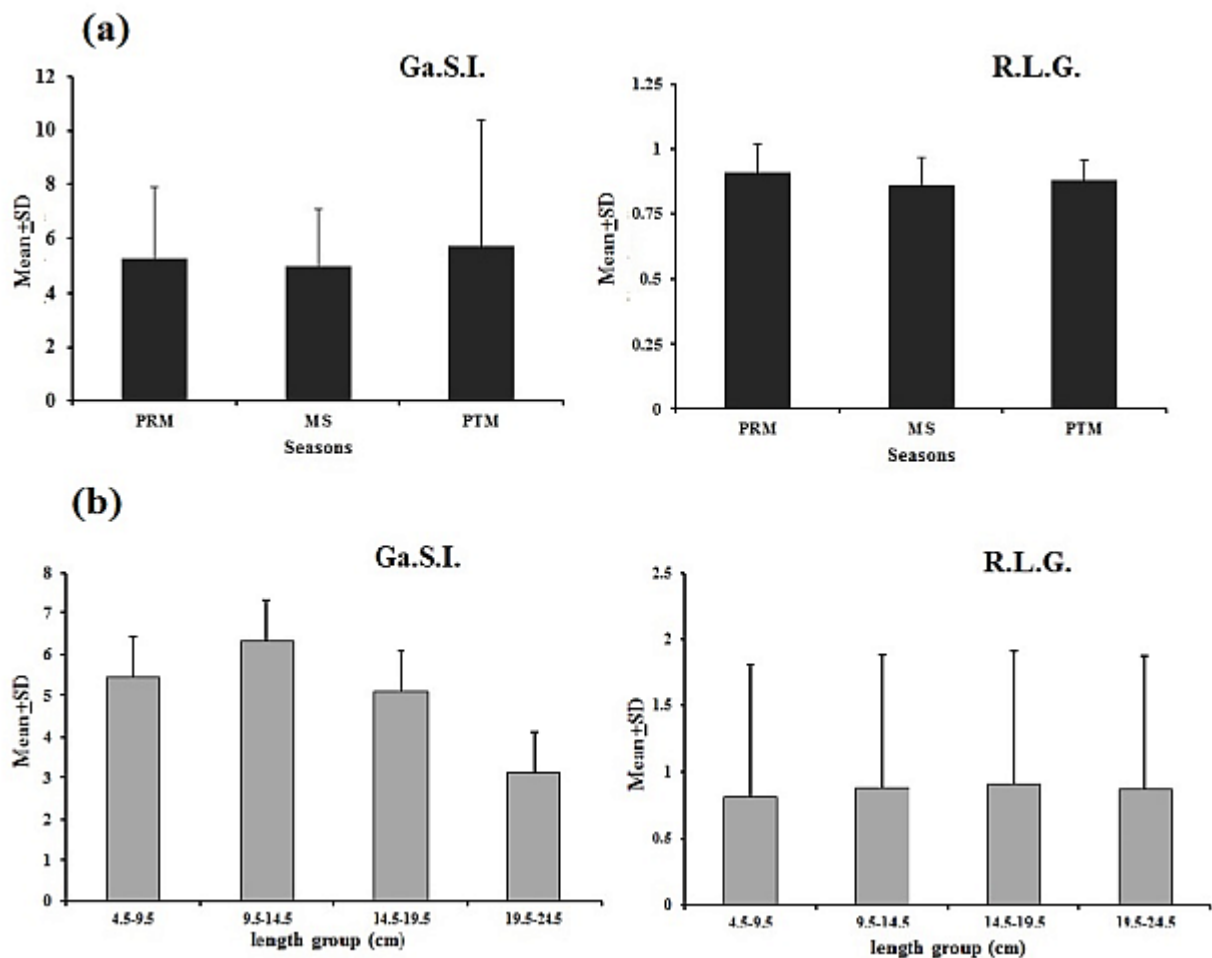 (a)
Ga.S.I.
12
10
8
6
4
2
0
Mean±SD
PRM MS PTM
Seasons
R.L.G.
1.25
1
0.75
0.5
0.25
0
Mean±SD
PRM MS PTM
Seasons
(b)
Ga.S.I.
8
7
6
5
4
3
2
1
0
Mean±SD
4.5-9.5 9.5-14.5 14.5-19.5 19.5-24.5
length group (cm)
R.L.G.
2.5
2
1.5
1
0.5
0
Mean±SD
4.5-9.5 9.5-14.5 14.5-19.5 19.5-24.5
length group (cm)